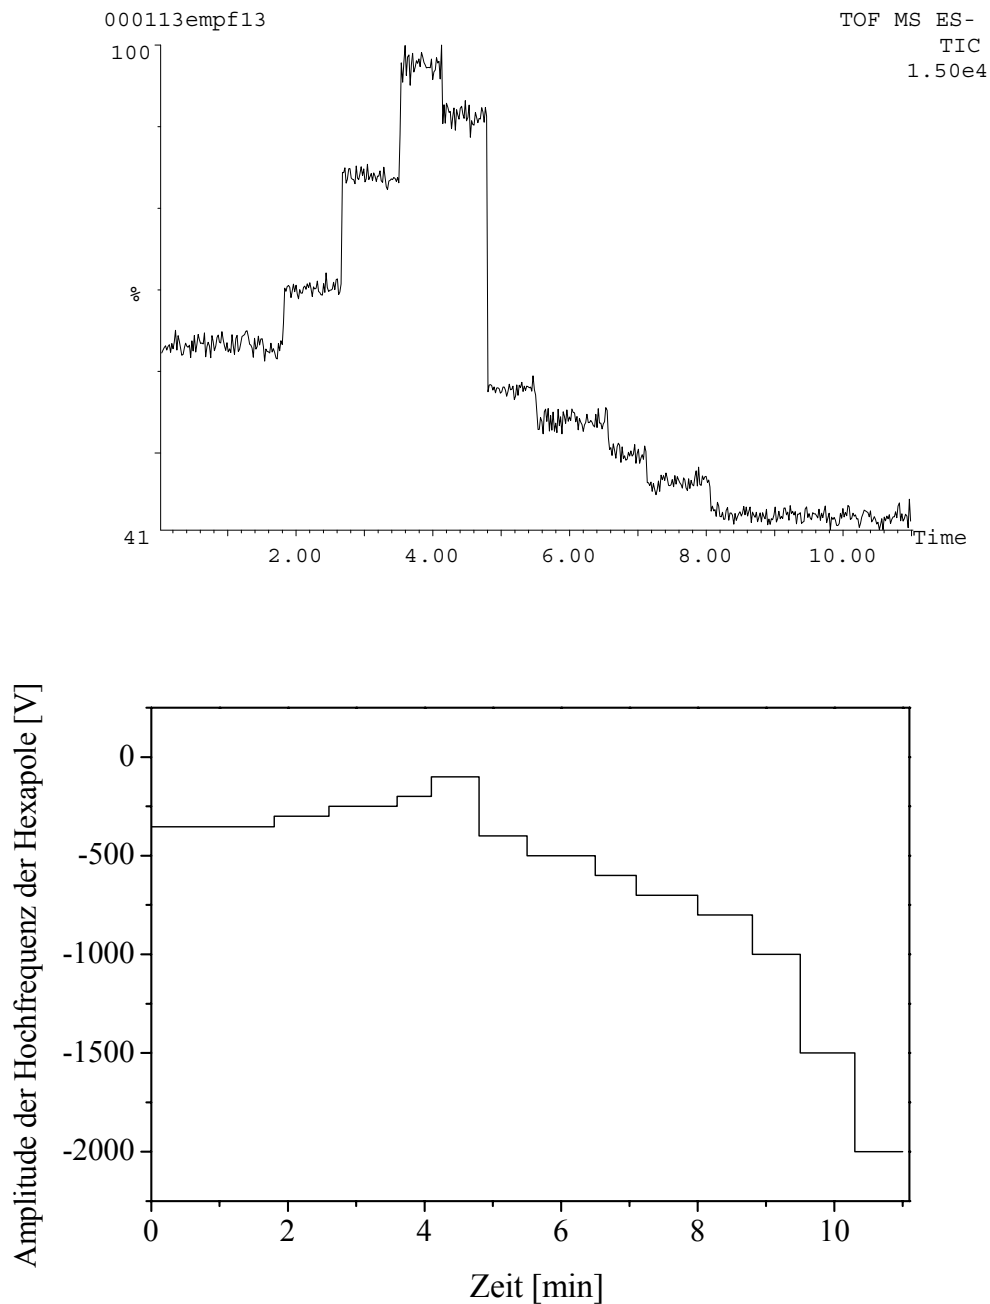 000113empf13
TOF MS ES-
TIC
1.50e4
100
%
41
2.00
4.00
6.00
8.00
10.00
Time
Amplitude der Hochfrequenz der Hexapole [V]
0
-500
-1000
-1500
-2000
0
2
4
6
8
10
Zeit [min]